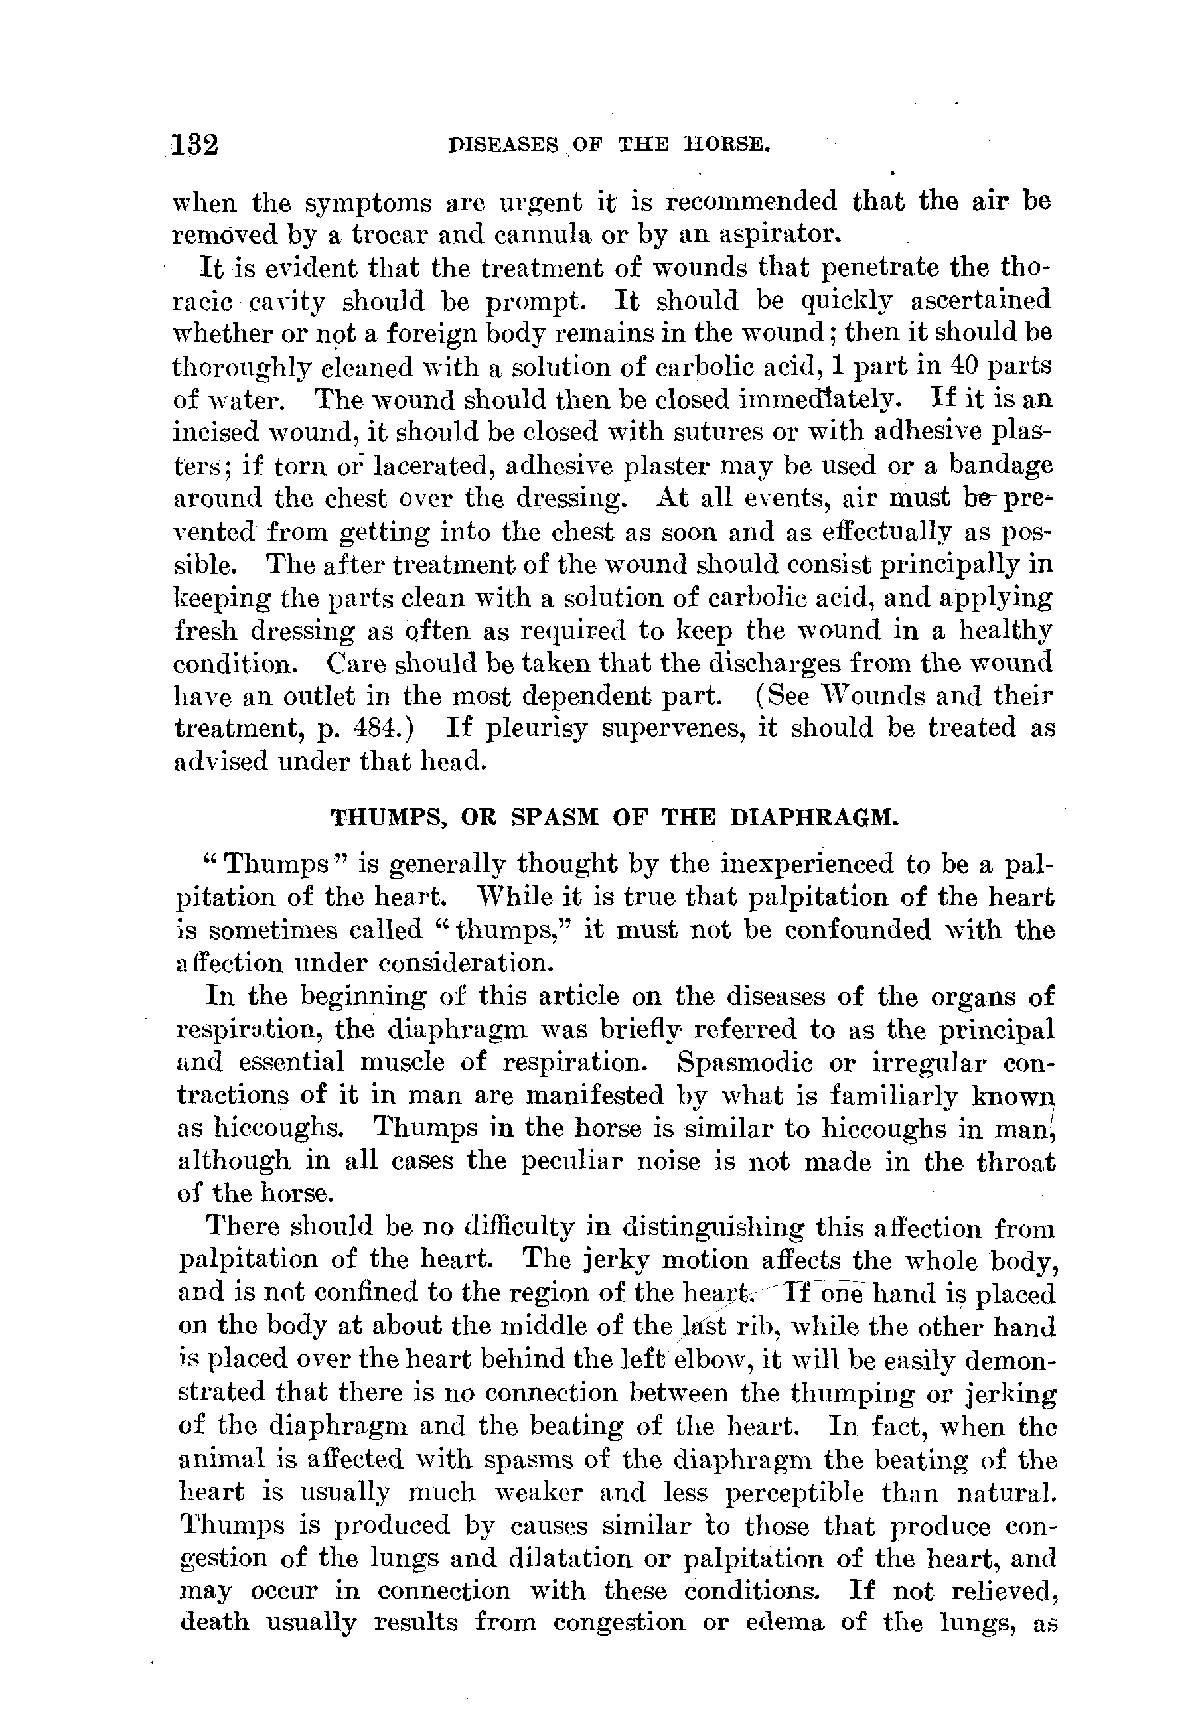 132 DISEASES OF THE HORSE.
when the symptoms are urgent it is recommended that the air be
removed by a trocar and cannula or by an aspirator.
It is evident that the treatment of wounds that penetrate the tho-
racic cavity should be prompt. It should be quickly ascertained
whether or not a foreign body remains in the wound; then it should be
thoroughly cleaned with a solution of carbolic acid, 1 part in 40 parts
of water. The wound should then be closed immediately. If it is an
incised wound, it should be closed with sutures or with adhesive plas-
ters; if torn or lacerated, adhesive plaster may be used or a bandage
around the chest over the dressing. At all events, air must be pre-
vented from getting into the chest as soon and as effectually as pos-
sible. The after treatment of the wound should consist principally in
keeping the parts clean with a solution of carbolic acid, and applying
fresh dressing as often as required to keep the wound in a healthy
condition. Care should be taken that the discharges from the wound
have an outlet in the most dependent part. (See Wounds and their
treatment, p. 484.) If pleurisy supervenes, it should be treated as
advised under that head.
THUMPS, OR SPASM OF THE DIAPHRAGM.
"Thumps" is generally thought by the inexperienced to be a pal-
pitation of the heart. While it is true that palpitation of the heart
is sometimes called "thumps," it must not be confounded with the
affection under consideration.
In the beginning of this article on the diseases of the organs of
respiration, the diaphragm was briefly referred to as the principal
and essential muscle of respiration. Spasmodic or irregular con-
tractions of it in man are manifested by what is familiarly known
as hiccoughs. Thumps in the horse is similar to hiccoughs in man,
although in all cases the peculiar noise is not made in the throat
of the horse.
There should be no difficulty in distinguishing this affection from
palpitation of the heart. The jerky motion affects the whole body,
and is not confined to the region of the heart. If one hand is placed
on the body at about the middle of the last rib, while the other hand
is placed over the heart behind the left elbow, it will be easily demon-
strated that there is no connection between the thumping or jerking
of the diaphragm and the beating of the heart. In fact, when the
animal is affected with spasms of the diaphragm the beating of the
heart is usually much weaker and less perceptible than natural.
Thumps is produced by causes similar to those that produce con-
gestion of the lungs and dilatation or palpitation of the heart, and
may occur in connection with these conditions. If not relieved,
death usually results from congestion or edema of the lungs, as